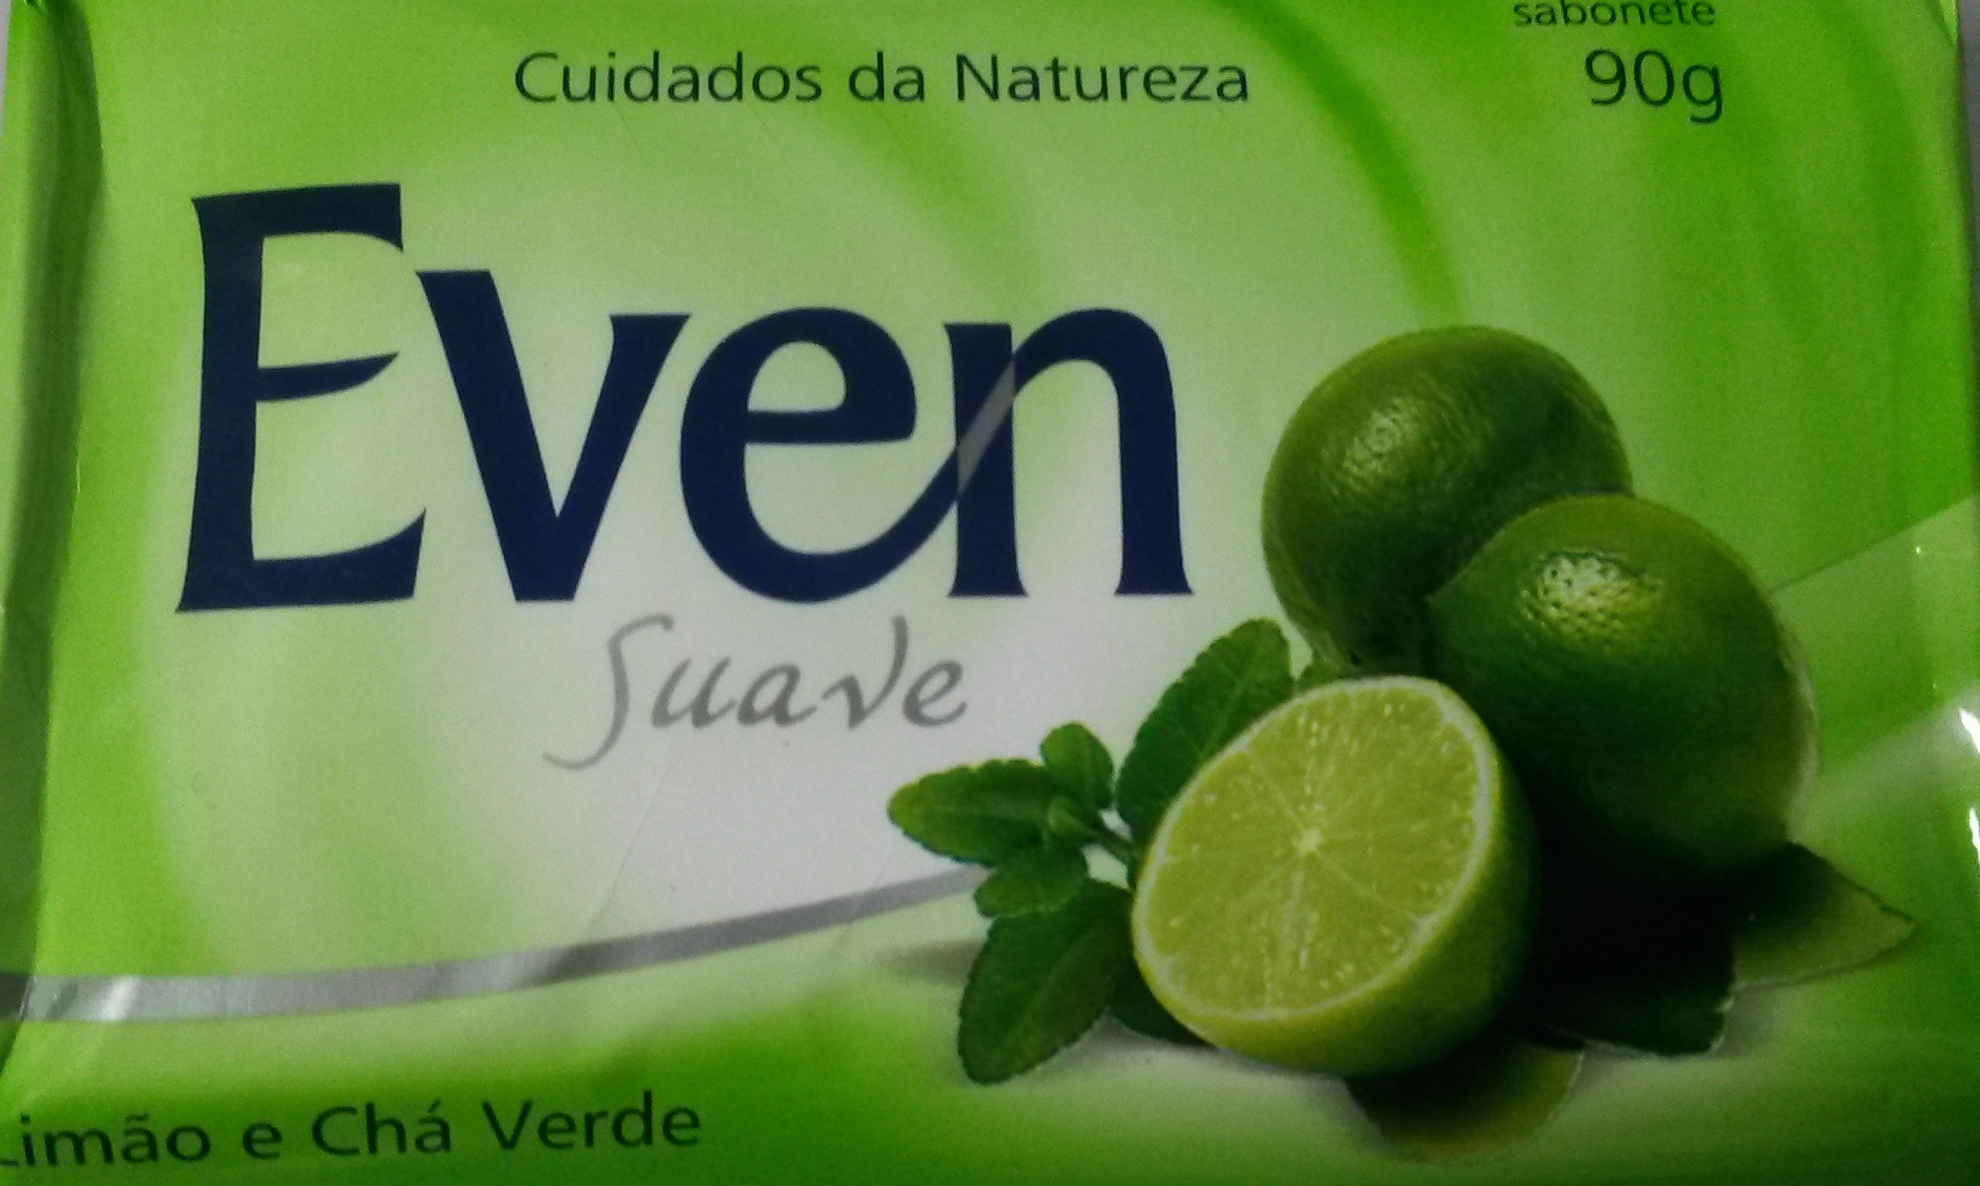 sabonete
Cuidados da Natureza
90g
Even
Suave
Limão e Chá Verde